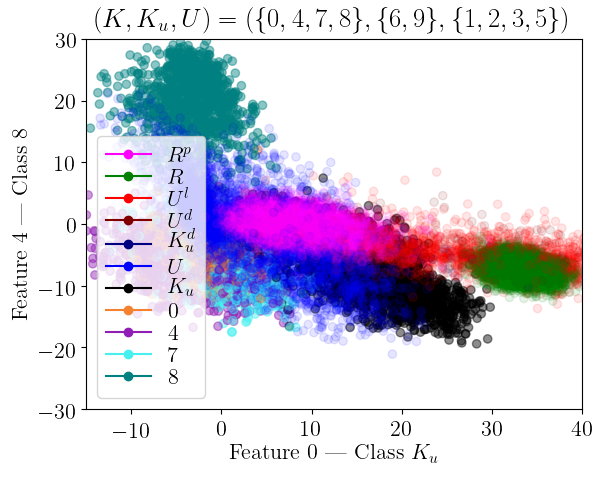 (K, K_u, U) = ({0, 4, 7, 8}, {6, 9}, {1, 2, 3, 5})
30
20
10
0
−10
−20
−30
Feature 4 — Class 8
R^p
R
U^l
U^d
K_u^d
U
K_u
0
4
7
8
−10 0 10 20 30 40
Feature 0 — Class K_u